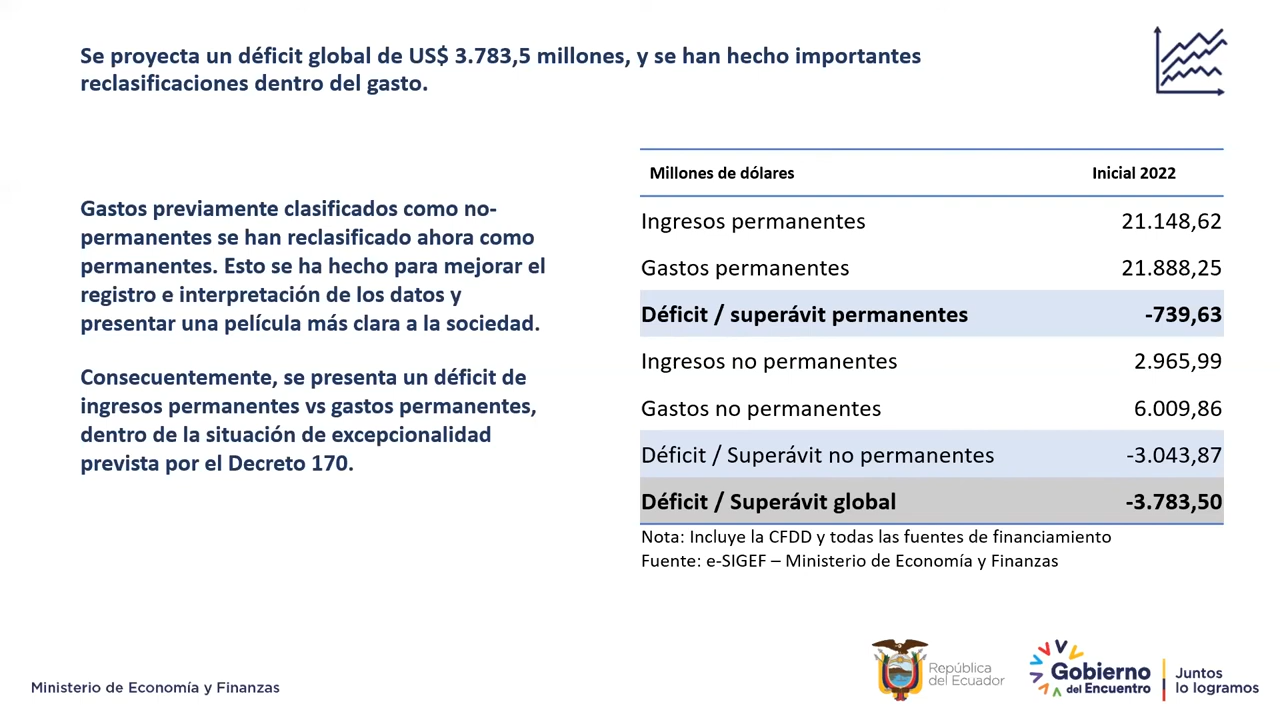 Se proyecta un déficit global de US$ 3.783,5 millones, y se han hecho importantes
reclasificaciones dentro del gasto.
Gastos previamente clasificados como no-
permanentes se han reclasificado ahora como
permanentes. Esto se ha hecho para mejorar el
registro e interpretación de los datos y
presentar una película más clara a la sociedad.
Consecuentemente, se presenta un déficit de
ingresos permanentes vs gastos permanentes,
dentro de la situación de excepcionalidad
prevista por el Decreto 170.
Millones de dólares Inicial 2022
Ingresos permanentes 21.148,62
Gastos permanentes 21.888,25
Déficit / superávit permanentes -739,63
Ingresos no permanentes 2.965,99
Gastos no permanentes 6.009,86
Déficit / Superávit no permanentes -3.043,87
Déficit / Superávit global -3.783,50
Nota: Incluye la CFDD y todas las fuentes de financiamiento
Fuente: e-SIGEF – Ministerio de Economía y Finanzas
Ministerio de Economía y Finanzas
República
del Ecuador
Gobierno
del Encuentro
Juntos
lo logramos